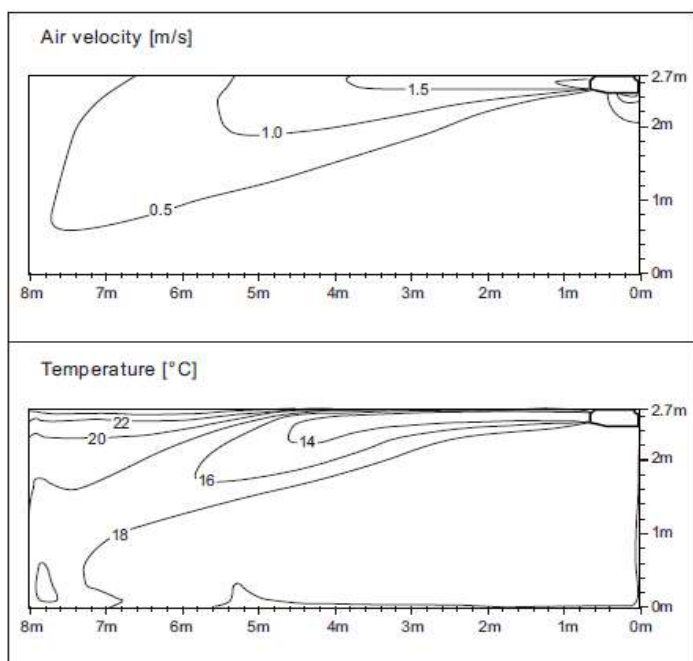 Air velocity [m/s]
2.7m
1.5
2m
1.0
1m
0.5
0m
8m 7m 6m 5m 4m 3m 2m 1m 0m
Temperature [°C]
2.7m
22
20
14
2m
16
18
1m
0m
8m 7m 6m 5m 4m 3m 2m 1m 0m